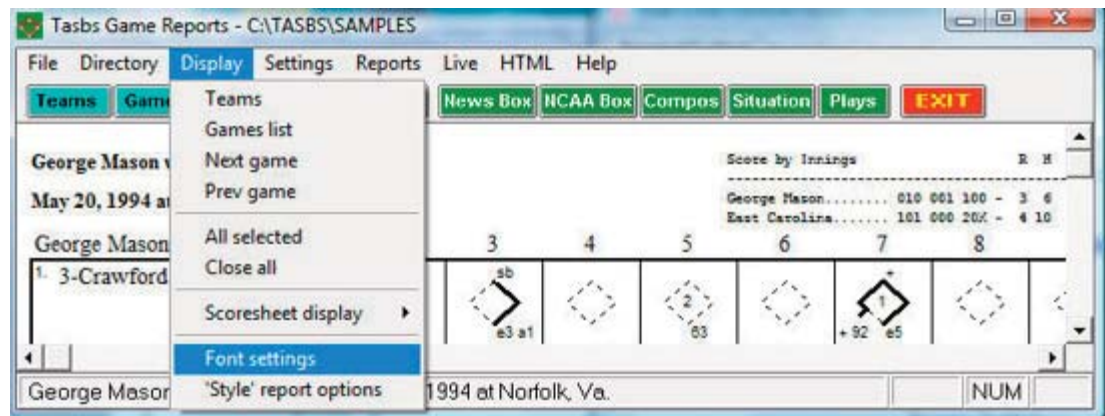 Tasbs Game Reports - C:\TASBS\SAMPLES
File Directory Display Settings Reports Live HTML Help
Teams Game News Box NCAA Box Compos Situation Plays EXIT
Teams
Games list
Next game
Prev game
All selected
Close all
Scoresheet display
Font settings
'Style' report options
George Mason v
May 20, 1994 a
Score by Innings R H
George Mason........ 010 001 100 - 3 6
East Carolina....... 101 000 20X - 4 10
George Mason 3 4 5 6 7 8
1. 3-Crawford
sb
e3 a1
2
63
+
1
+ 92 e5
George Mason 1994 at Norfolk, Va. NUM